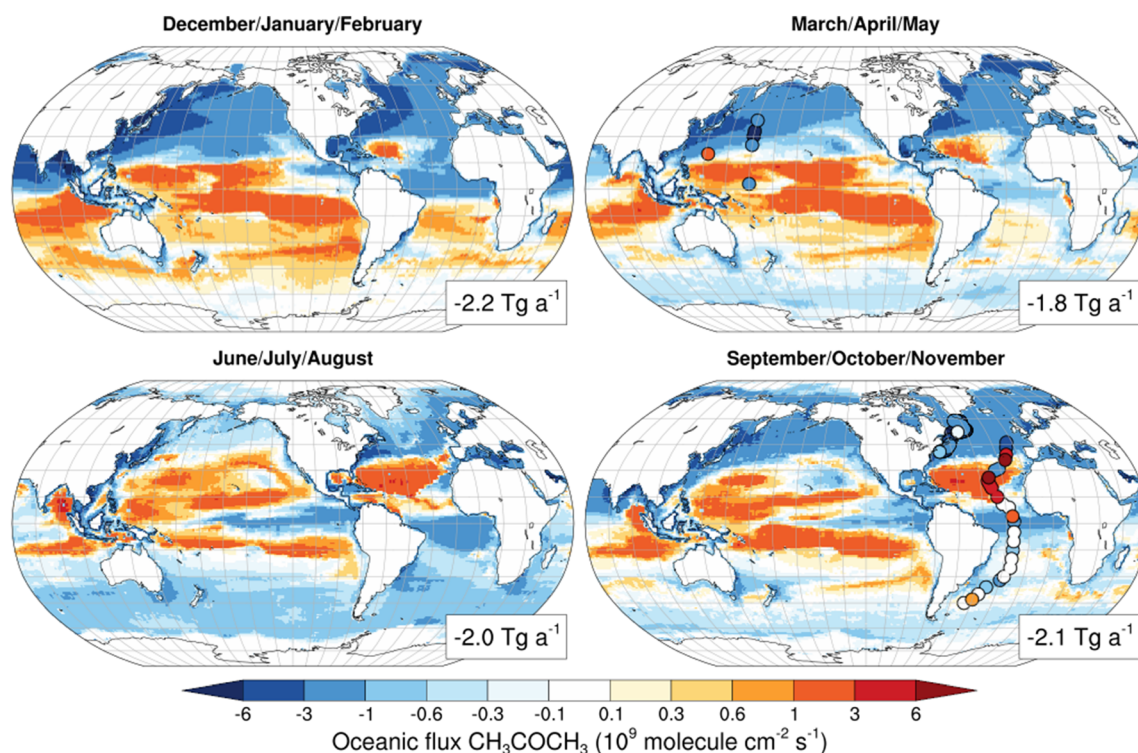 December/January/February
March/April/May
-2.2 Tg a⁻¹
-1.8 Tg a⁻¹
June/July/August
September/October/November
-2.0 Tg a⁻¹
-2.1 Tg a⁻¹
-6 -3 -1 -0.6 -0.3 -0.1 0.1 0.3 0.6 1 3 6
Oceanic flux CH₃COCH₃ (10⁹ molecule cm⁻² s⁻¹)